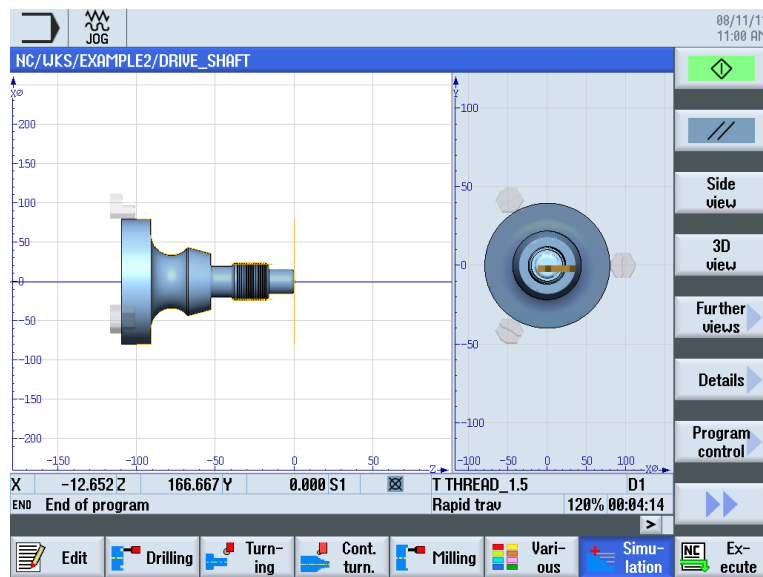 08/11/1
11:00 AM
JOG
NC/WKS/EXAMPLE2/DRIVE_SHAFT
XØ
200
150
100
50
0
-50
-100
-150
-200
-150 -100 -50 0 50 Z
Y
100
50
0
-50
-100
-100 -50 0 50 100 XØ
Side
view
3D
view
Further
views
Details
Program
control
X -12.652 Z 166.667 Y 0.000 S1 T THREAD_1.5 D1
END End of program Rapid trav 120% 00:04:14
>
Edit
Drilling
Turn-
ing
Cont.
turn.
Milling
Vari-
ous
Simu-
lation
NC
Ex-
ecute